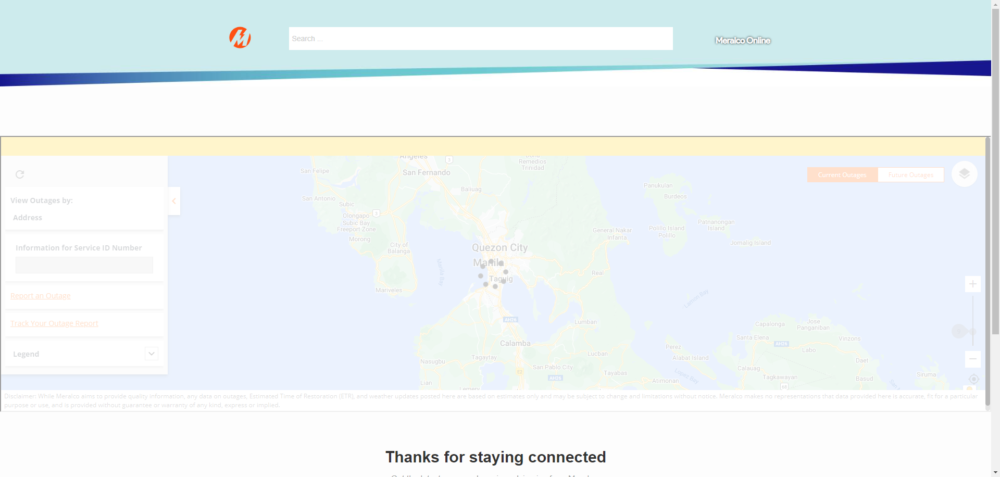 Search ...
Meralco Online
Current Outages
Future Outages
View Outages by:
Address
Information for Service ID Number
Report an Outage
Track Your Outage Report
Legend
Angeles
3
San Fernando
Remedios
Trinidad
San Felipe
Baliuag
San Antonio
Subic
Olongapo
3
Subic Bay
Freeport Zone
Morong
City of
Balanga
Mariveles
Manila Bay
Quezon City
Manila
Taguig
Panukulan
Burdeos
General Nakar
Infanta
Polillo Island
Polillo
Patnanongan
Island
Jomalig Island
Real
Lamon Bay
AH26
Lumban
Calamba
Tagaytay
Nasugbu
San Pablo City
E2
AH26
Lian
Lemery
Lucban
Tayabas
Atimonan
Perez
Alabat Island
Lopez Bay
Calauag
Tagkawayan
68
Capalonga
Jose
Panganiban
Santa Elena
AH26
Labo
Vinzons
Daet
Basud
Siruma
9
Disclaimer: While Meralco aims to provide quality information, any data on outages, Estimated Time of Restoration (ETR), and weather updates posted here are based on estimates only and may be subject to change and limitations without notice. Meralco makes no representations that data provided here is accurate, fit for a particular
purpose or use, and is provided without guarantee or warranty of any kind, express or implied.
Thanks for staying connected